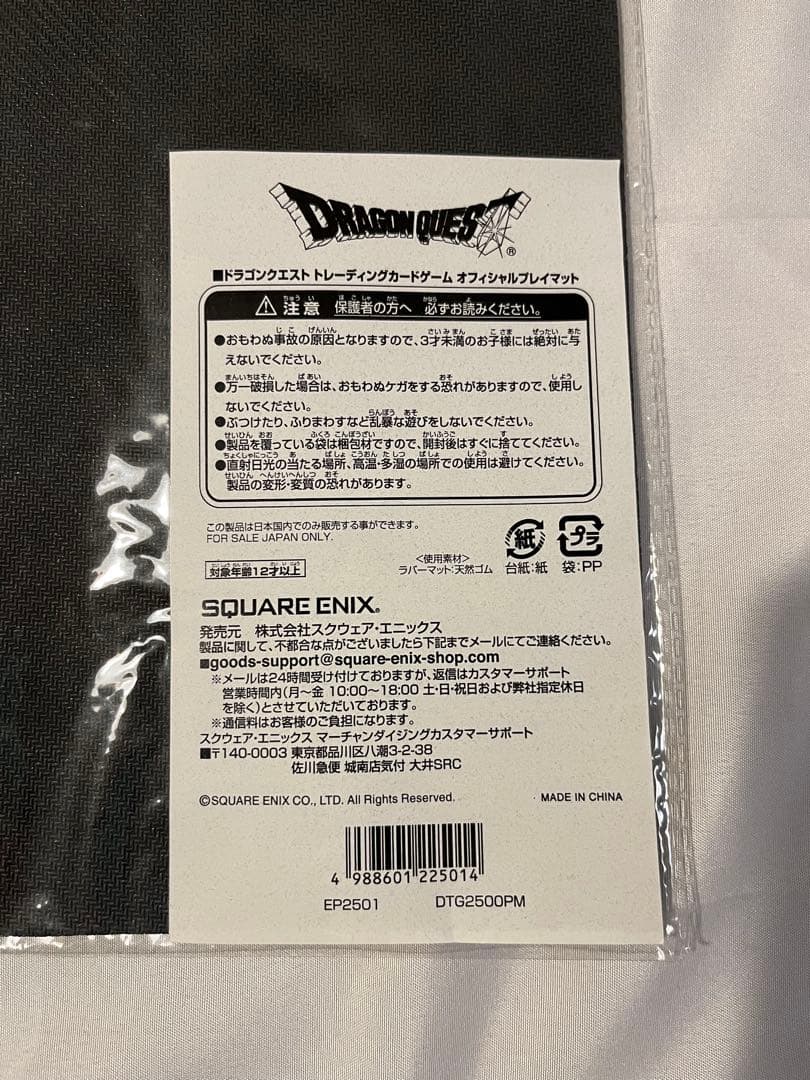 DRAGON QUEST®
■ドラゴンクエスト トレーディングカードゲーム オフィシャルプレイマット
⚠注意 保護者の方へ 必ずお読みください。
●おもわぬ事故の原因となりますので、3才未満のお子様には絶対に与
えないでください。
●万一破損した場合は、おもわぬケガをする恐れがありますので、使用し
ないでください。
●ぶつけたり、ふりまわすなど乱暴な遊びをしないでください。
●製品を覆っている袋は梱包材ですので、開封後はすぐに捨ててください。
●直射日光の当たる場所、高温・多湿の場所での使用は避けてください。
製品の変形・変質の恐れがあります。
この製品は日本国内でのみ販売する事ができます。
FOR SALE JAPAN ONLY.
対象年齢12才以上
<使用素材>
ラバーマット:天然ゴム
紙
台紙:紙
プラ
袋:PP
SQUARE ENIX®
発売元 株式会社スクウェア・エニックス
製品に関して、不都合な点がございましたら下記までメールにてご連絡ください。
■goods-support@square-enix-shop.com
※メールは24時間受け付けておりますが、返信はカスタマーサポート
営業時間内(月〜金 10:00〜18:00 土・日・祝日および弊社指定休日
を除く)とさせていただいております。
※通信料はお客様のご負担になります。
スクウェア・エニックス マーチャンダイジングカスタマーサポート
■〒140-0003 東京都品川区八潮3-2-38
佐川急便 城南店気付 大井SRC
©SQUARE ENIX CO., LTD. All Rights Reserved.
MADE IN CHINA
4 988601 225014
EP2501 DTG2500PM